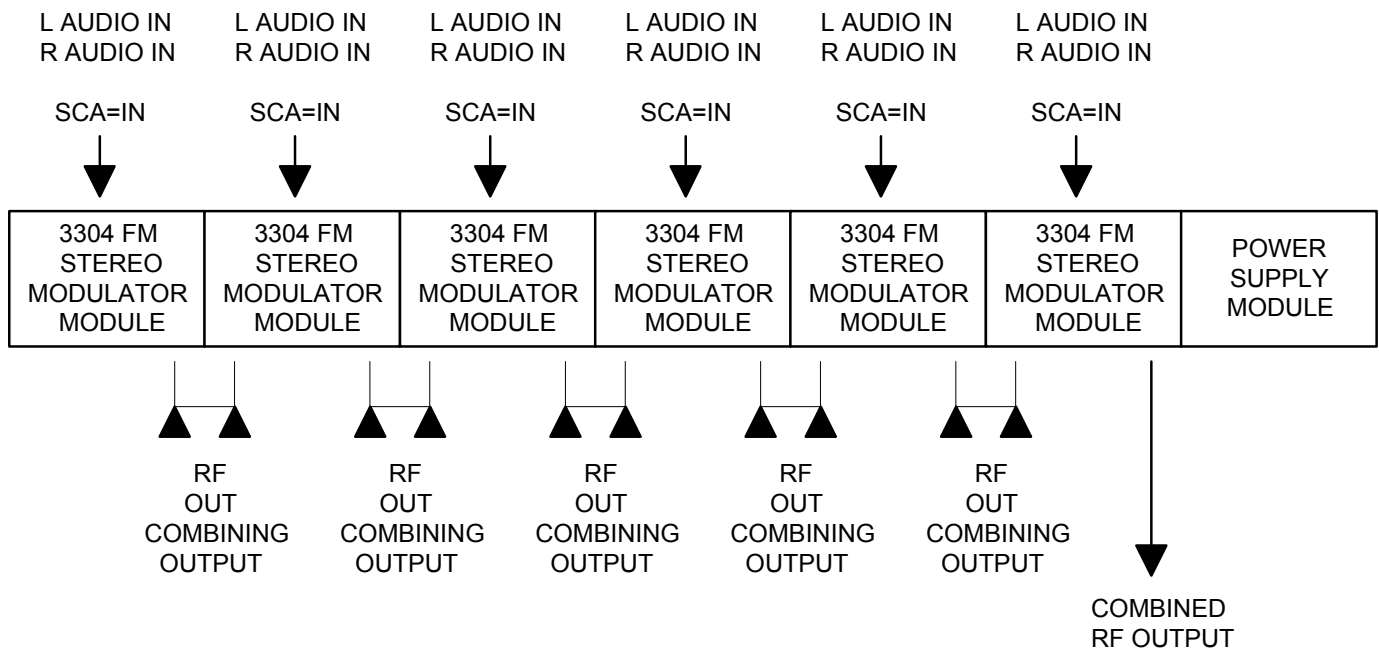 L AUDIO IN
R AUDIO IN
L AUDIO IN
R AUDIO IN
L AUDIO IN
R AUDIO IN
L AUDIO IN
R AUDIO IN
L AUDIO IN
R AUDIO IN
L AUDIO IN
R AUDIO IN
SCA=IN
SCA=IN
SCA=IN
SCA=IN
SCA=IN
SCA=IN
3304 FM
STEREO
MODULATOR
MODULE
3304 FM
STEREO
MODULATOR
MODULE
3304 FM
STEREO
MODULATOR
MODULE
3304 FM
STEREO
MODULATOR
MODULE
3304 FM
STEREO
MODULATOR
MODULE
3304 FM
STEREO
MODULATOR
MODULE
POWER
SUPPLY
MODULE
RF
OUT
COMBINING
OUTPUT
RF
OUT
COMBINING
OUTPUT
RF
OUT
COMBINING
OUTPUT
RF
OUT
COMBINING
OUTPUT
RF
OUT
COMBINING
OUTPUT
COMBINED
RF OUTPUT